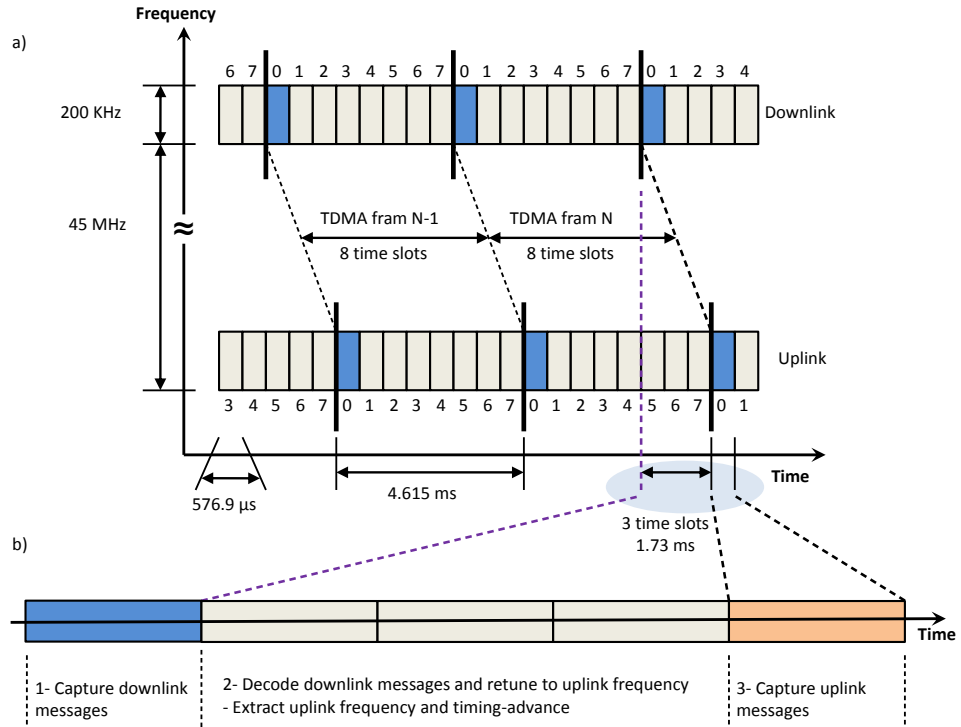 Frequency
a)
6 7 0 1 2 3 4 5 6 7 0 1 2 3 4 5 6 7 0 1 2 3 4
200 KHz
Downlink
45 MHz
≈
TDMA fram N-1
TDMA fram N
8 time slots
8 time slots
Uplink
3 4 5 6 7 0 1 2 3 4 5 6 7 0 1 2 3 4 5 6 7 0 1
Time
576.9 µs
4.615 ms
3 time slots
1.73 ms
b)
Time
1- Capture downlink
messages
2- Decode downlink messages and retune to uplink frequency
- Extract uplink frequency and timing-advance
3- Capture uplink
messages